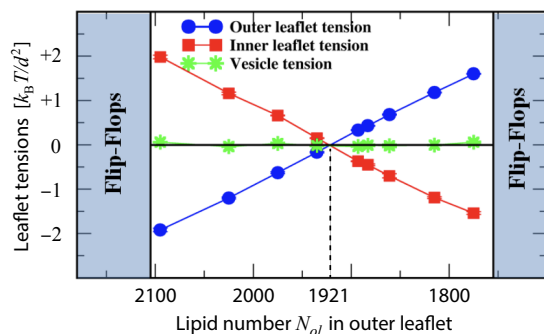 Outer leaflet tension
Inner leaflet tension
Vesicle tension
Leaflet tensions [k_B T/d²]
+2
+1
0
−1
−2
Flip-Flops
Flip-Flops
2100 2000 1921 1800
Lipid number N_ol in outer leaflet